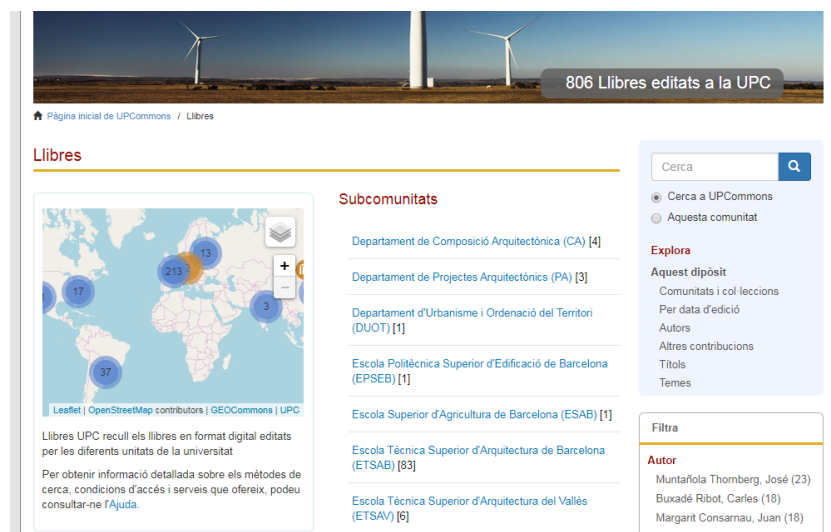 806 Llibres editats a la UPC
Pàgina inicial de UPCommons / Llibres
Llibres
13
213
17
3
37
+
−
Leaflet | OpenStreetMap contributors | GEOCommons | UPC
Llibres UPC recull els llibres en format digital editats
per les diferents unitats de la universitat
Per obtenir informació detallada sobre els mètodes de
cerca, condicions d'accés i serveis que ofereix, podeu
consultar-ne l'Ajuda.
Subcomunitats
Departament de Composició Arquitectònica (CA) [4]
Departament de Projectes Arquitectònics (PA) [3]
Departament d'Urbanisme i Ordenació del Territori
(DUOT) [1]
Escola Politècnica Superior d'Edificació de Barcelona
(EPSEB) [1]
Escola Superior d'Agricultura de Barcelona (ESAB) [1]
Escola Tècnica Superior d'Arquitectura de Barcelona
(ETSAB) [83]
Escola Tècnica Superior d'Arquitectura del Vallès
(ETSAV) [6]
Cerca
Cerca a UPCommons
Aquesta comunitat
Explora
Aquest dipòsit
Comunitats i col·leccions
Per data d'edició
Autors
Altres contribucions
Títols
Temes
Filtra
Autor
Muntañola Thornberg, José (23)
Buxadé Ribot, Carles (18)
Margarit Consarnau, Juan (18)